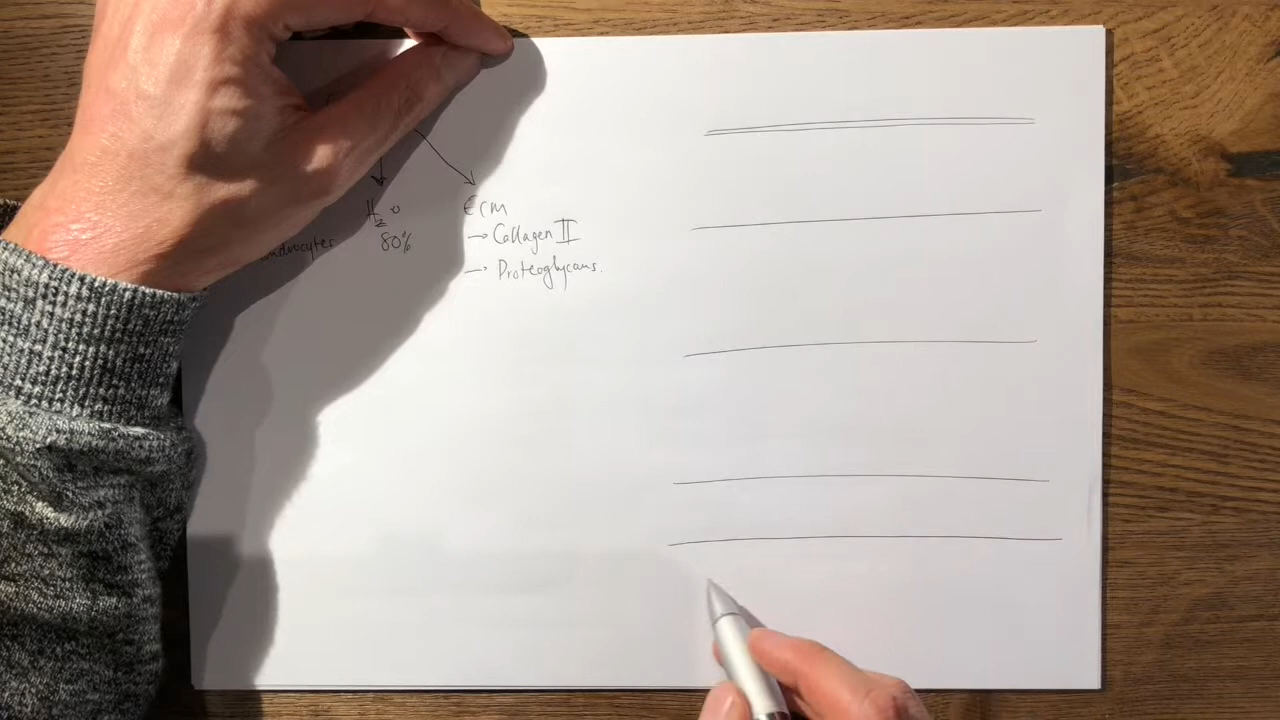 H₂O
80%
ECM
→ Collagen II
→ Proteoglycans.